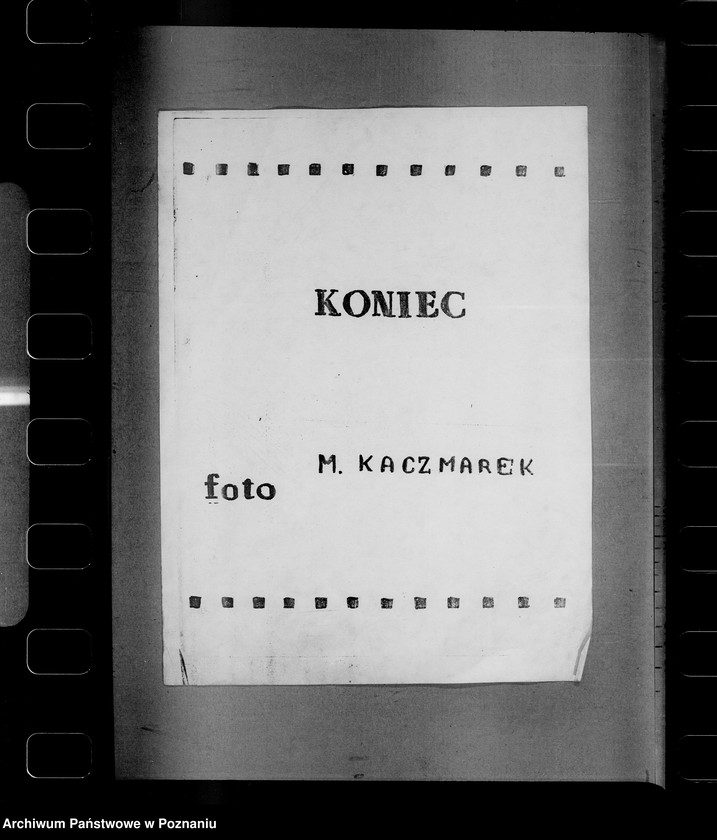 KONIEC
M. KACZMAREK
foto
Archiwum Państwowe w Poznaniu